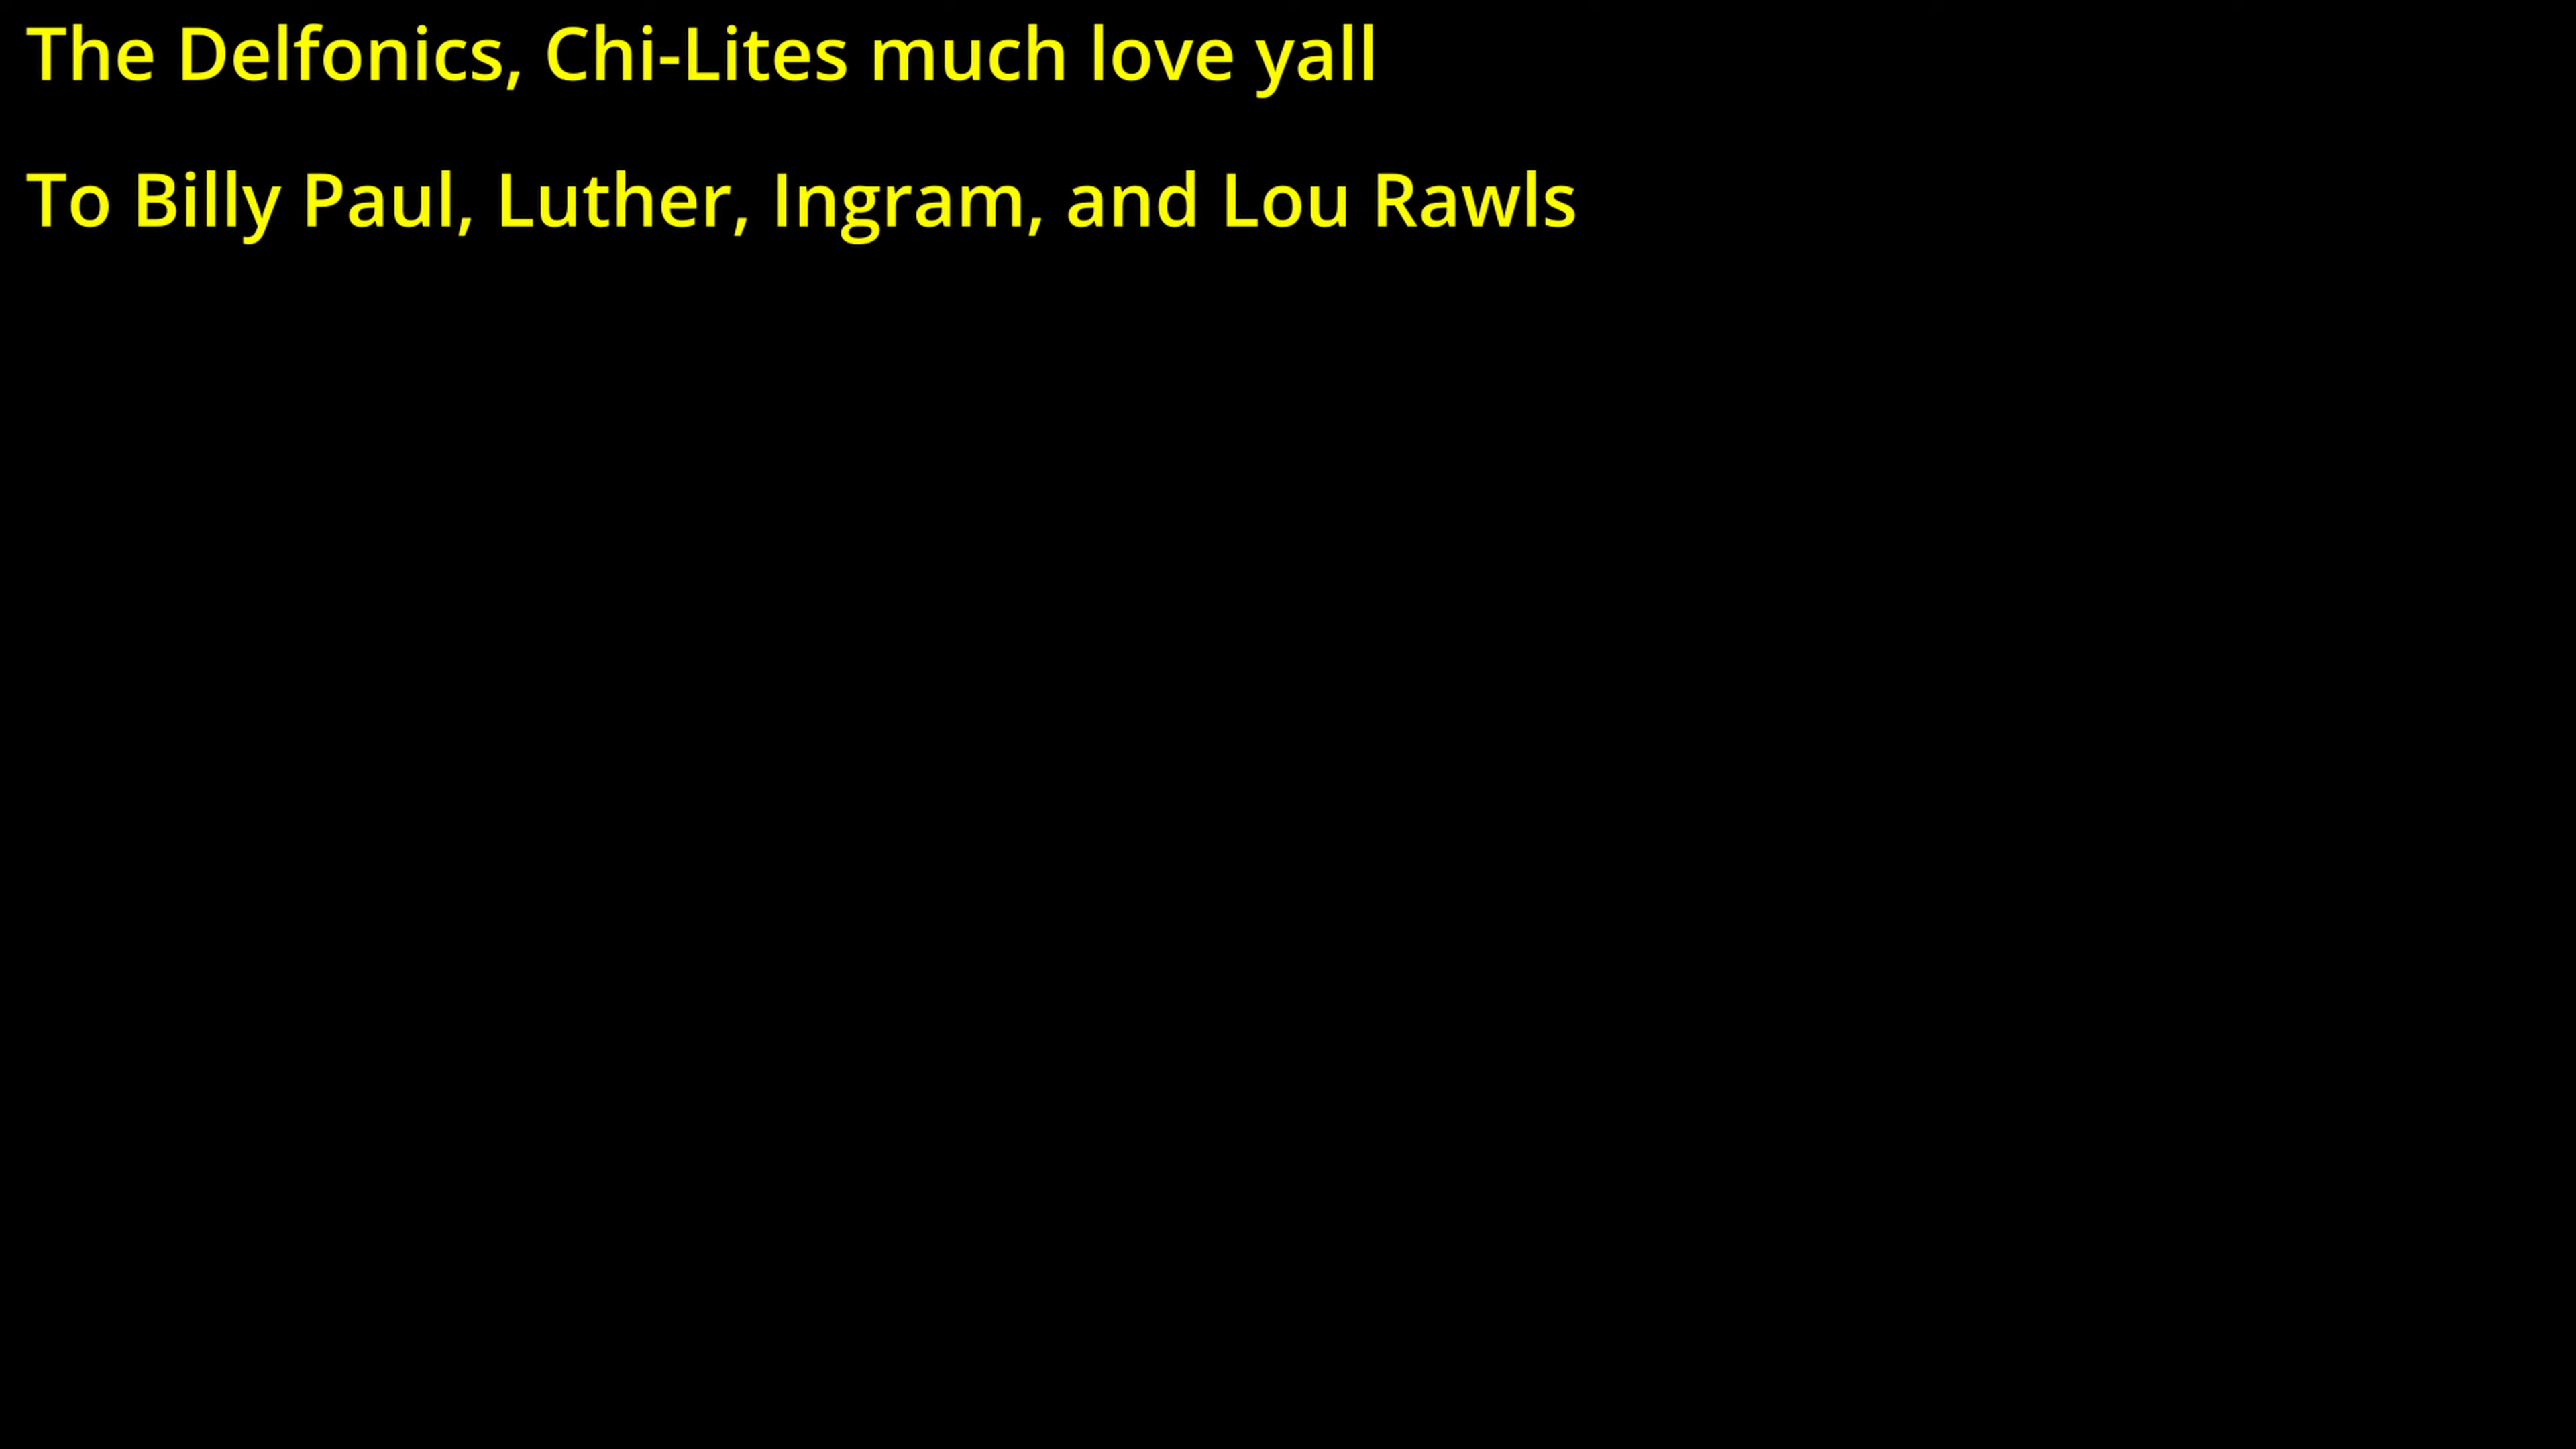 The Delfonics, Chi-Lites much love yall
To Billy Paul, Luther, Ingram, and Lou Rawls